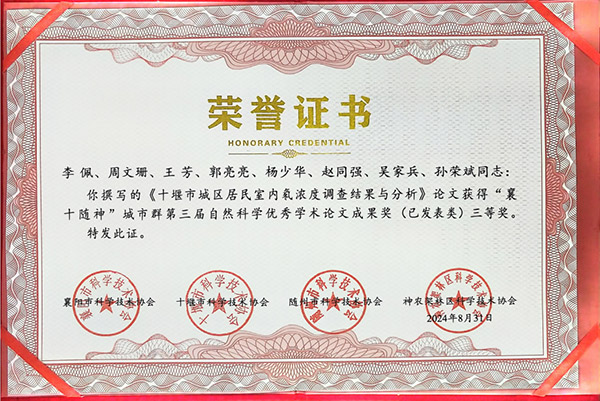 荣誉证书
HONORARY CREDENTIAL
李 佩、周文珊、王 芳、郭亮亮、杨少华、赵同强、吴家兵、孙荣斌同志：
你撰写的《十堰市城区居民室内氡浓度调查结果与分析》论文获得“襄
十随神”城市群第三届自然科学优秀学术论文成果奖（已发表类）三等奖。
特发此证。
襄阳市科学技术协会 十堰市科学技术协会 随州市科学技术协会 神农架林区科学技术协会
2024年8月31日